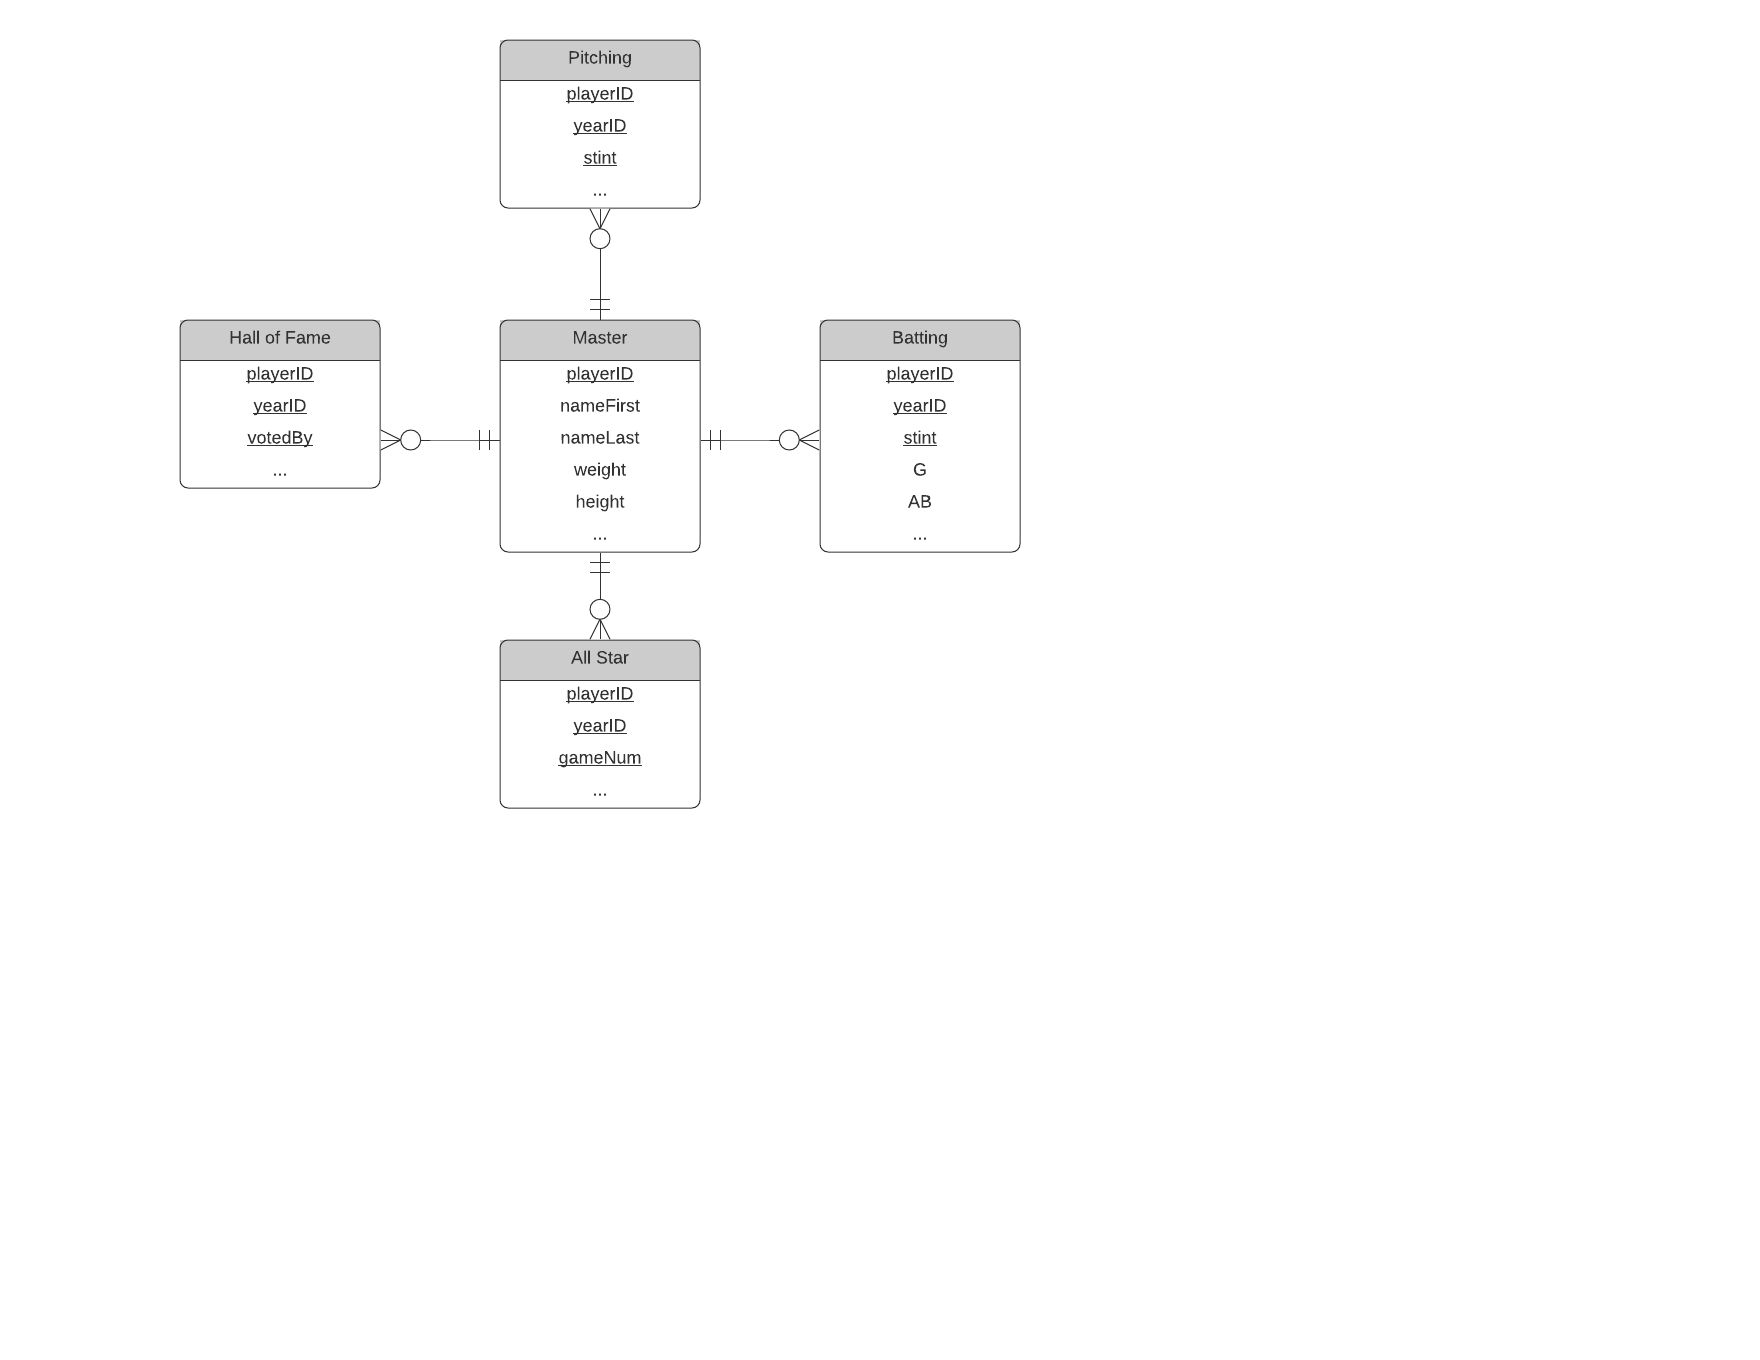 Pitching
playerID
yearID
stint
...
Hall of Fame
playerID
yearID
votedBy
...
Master
playerID
nameFirst
nameLast
weight
height
...
Batting
playerID
yearID
stint
G
AB
...
All Star
playerID
yearID
gameNum
...